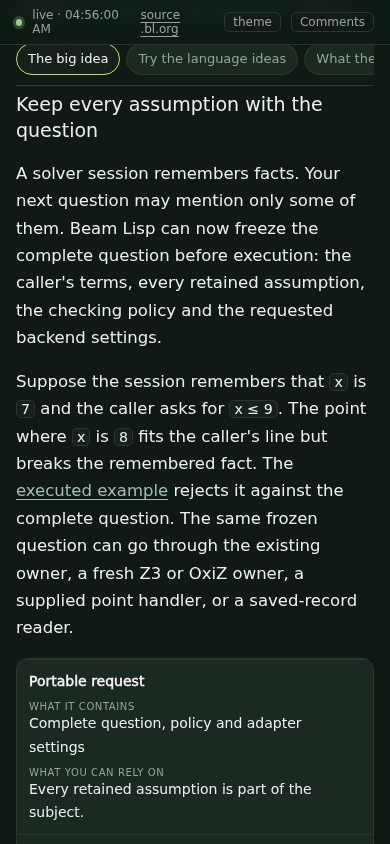 live · 04:56:00
AM
source
.bl.org
theme
Comments
The big idea
Try the language ideas
What the
Keep every assumption with the
question
A solver session remembers facts. Your
next question may mention only some of
them. Beam Lisp can now freeze the
complete question before execution: the
caller's terms, every retained assumption,
the checking policy and the requested
backend settings.
Suppose the session remembers that x is
7 and the caller asks for x ≤ 9. The point
where x is 8 fits the caller's line but
breaks the remembered fact. The
executed example rejects it against the
complete question. The same frozen
question can go through the existing
owner, a fresh Z3 or OxiZ owner, a
supplied point handler, or a saved-record
reader.
Portable request
WHAT IT CONTAINS
Complete question, policy and adapter
settings
WHAT YOU CAN RELY ON
Every retained assumption is part of the
subject.